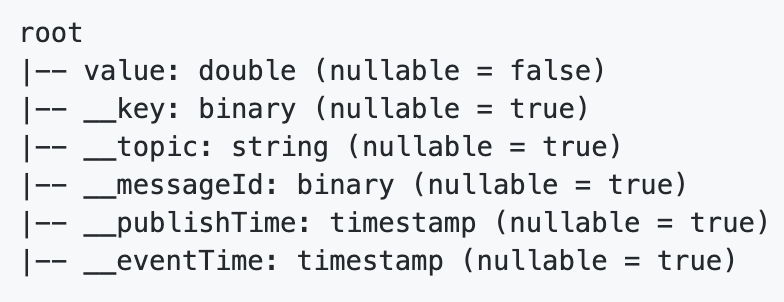 root
|-- value: double (nullable = false)
|-- __key: binary (nullable = true)
|-- __topic: string (nullable = true)
|-- __messageId: binary (nullable = true)
|-- __publishTime: timestamp (nullable = true)
|-- __eventTime: timestamp (nullable = true)